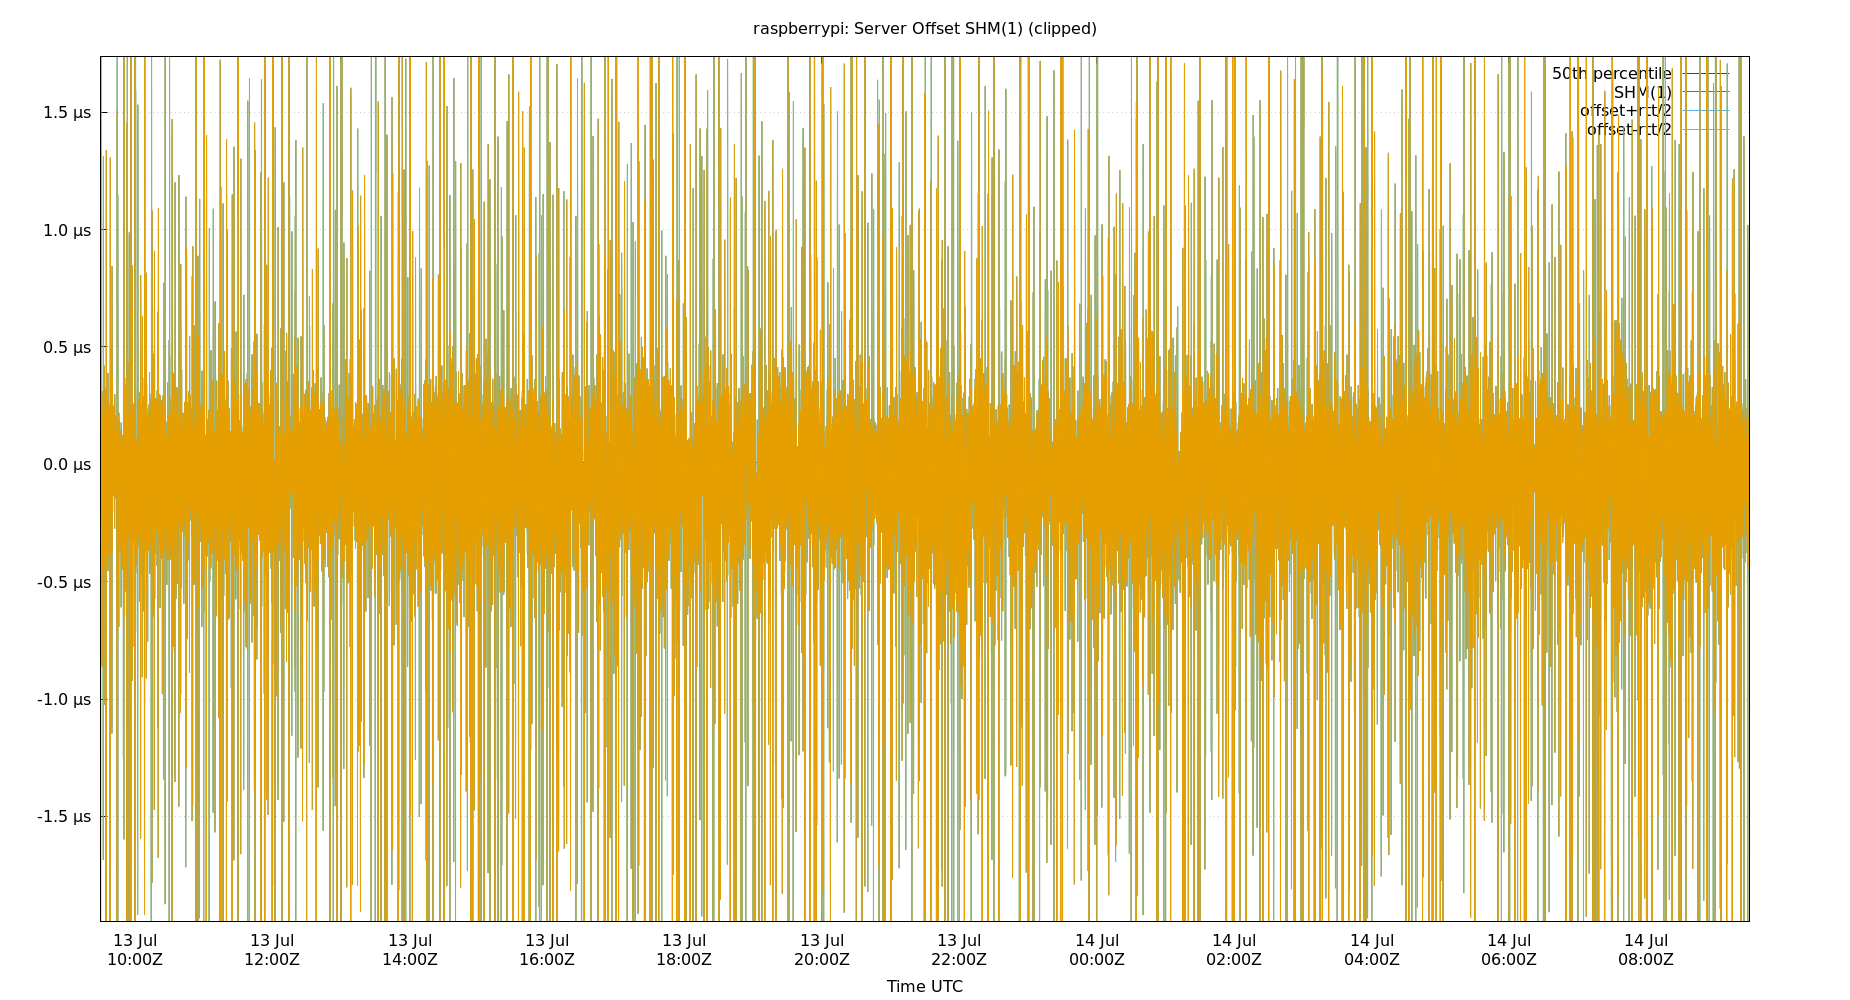 raspberrypi: Server Offset SHM(1) (clipped)
50th percentile
SHM(1)
offset+rtt/2
offset-rtt/2
1.5 µs
1.0 µs
0.5 µs
0.0 µs
-0.5 µs
-1.0 µs
-1.5 µs
13 Jul 13 Jul 13 Jul 13 Jul 13 Jul 13 Jul 13 Jul 14 Jul 14 Jul 14 Jul 14 Jul 14 Jul
10:00Z 12:00Z 14:00Z 16:00Z 18:00Z 20:00Z 22:00Z 00:00Z 02:00Z 04:00Z 06:00Z 08:00Z
Time UTC